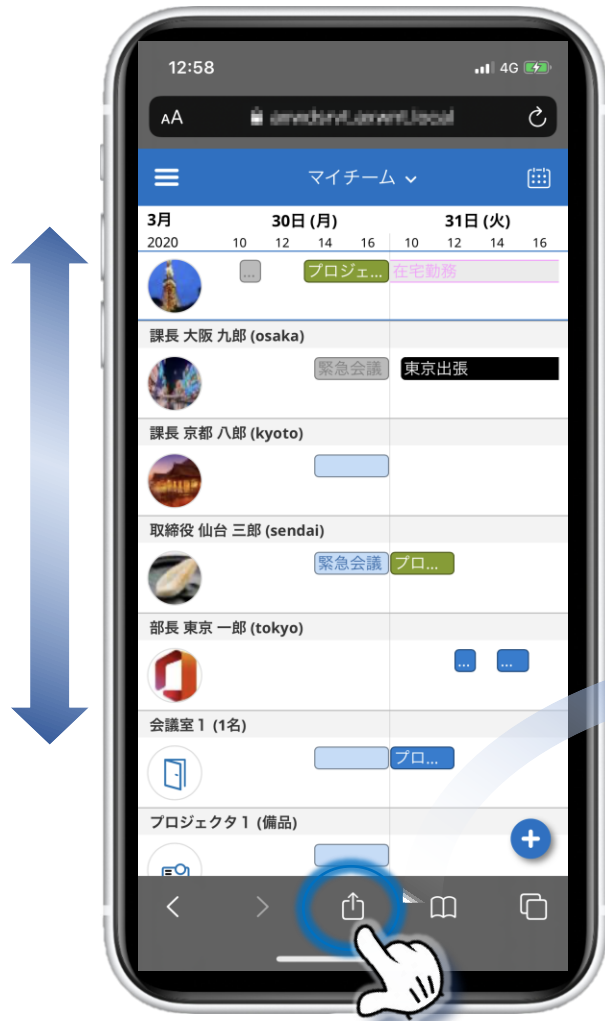 12:58 4G
AA
マイチーム
3月 30日 (月) 31日 (火)
2020 10 12 14 16 10 12 14 16
... プロジェ... 在宅勤務
課長 大阪 九郎 (osaka)
緊急会議 東京出張
課長 京都 八郎 (kyoto)
取締役 仙台 三郎 (sendai)
緊急会議 プロ...
部長 東京 一郎 (tokyo)
... ...
会議室1 (1名)
プロ...
プロジェクタ1 (備品)